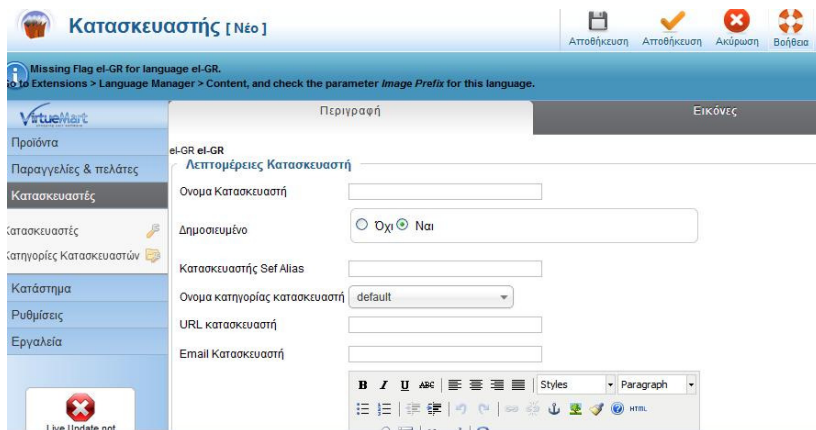 Κατασκευαστής [ Νέο ]
Αποθήκευση Αποθήκευση Ακύρωση Βοήθεια
Missing Flag el-GR for language el-GR.
Go to Extensions > Language Manager > Content, and check the parameter Image Prefix for this language.
VirtueMart
Περιγραφή Εικόνες
Προϊόντα
Παραγγελίες & πελάτες
Κατασκευαστές
Κατασκευαστές
Κατηγορίες Κατασκευαστών
Κατάστημα
Ρυθμίσεις
Εργαλεία
Live Update not
el-GR el-GR
Λεπτομέρειες Κατασκευαστή
Ονομα Κατασκευαστή
Δημοσιευμένο Όχι Ναι
Κατασκευαστής Sef Alias
Ονομα κατηγορίας κατασκευαστή default
URL κατασκευαστή
Email Κατασκευαστή
B I U ABC Styles Paragraph
HTML